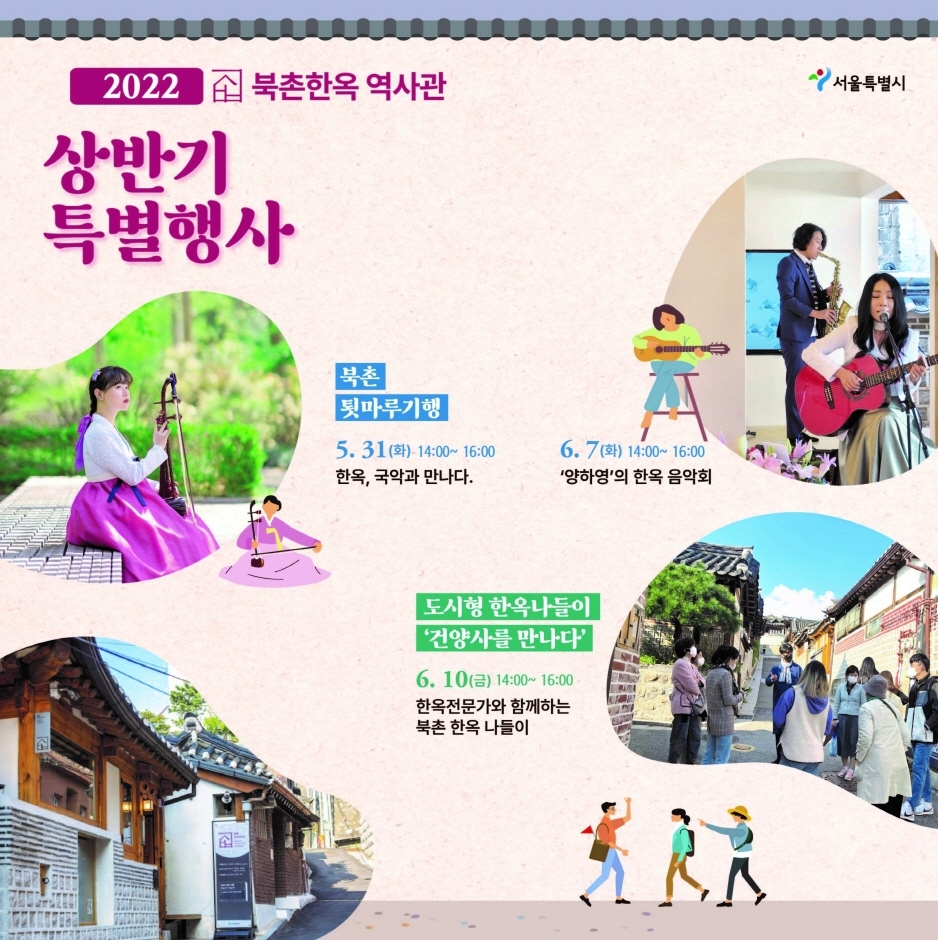 2022 북촌한옥 역사관
서울특별시
상반기
특별행사
북촌
툇마루기행
5. 31(화) 14:00~ 16:00
한옥, 국악과 만나다.
6. 7(화) 14:00~ 16:00
‘양하영’의 한옥 음악회
도시형 한옥나들이
‘건양사를 만나다’
6. 10(금) 14:00~ 16:00
한옥전문가와 함께하는
북촌 한옥 나들이